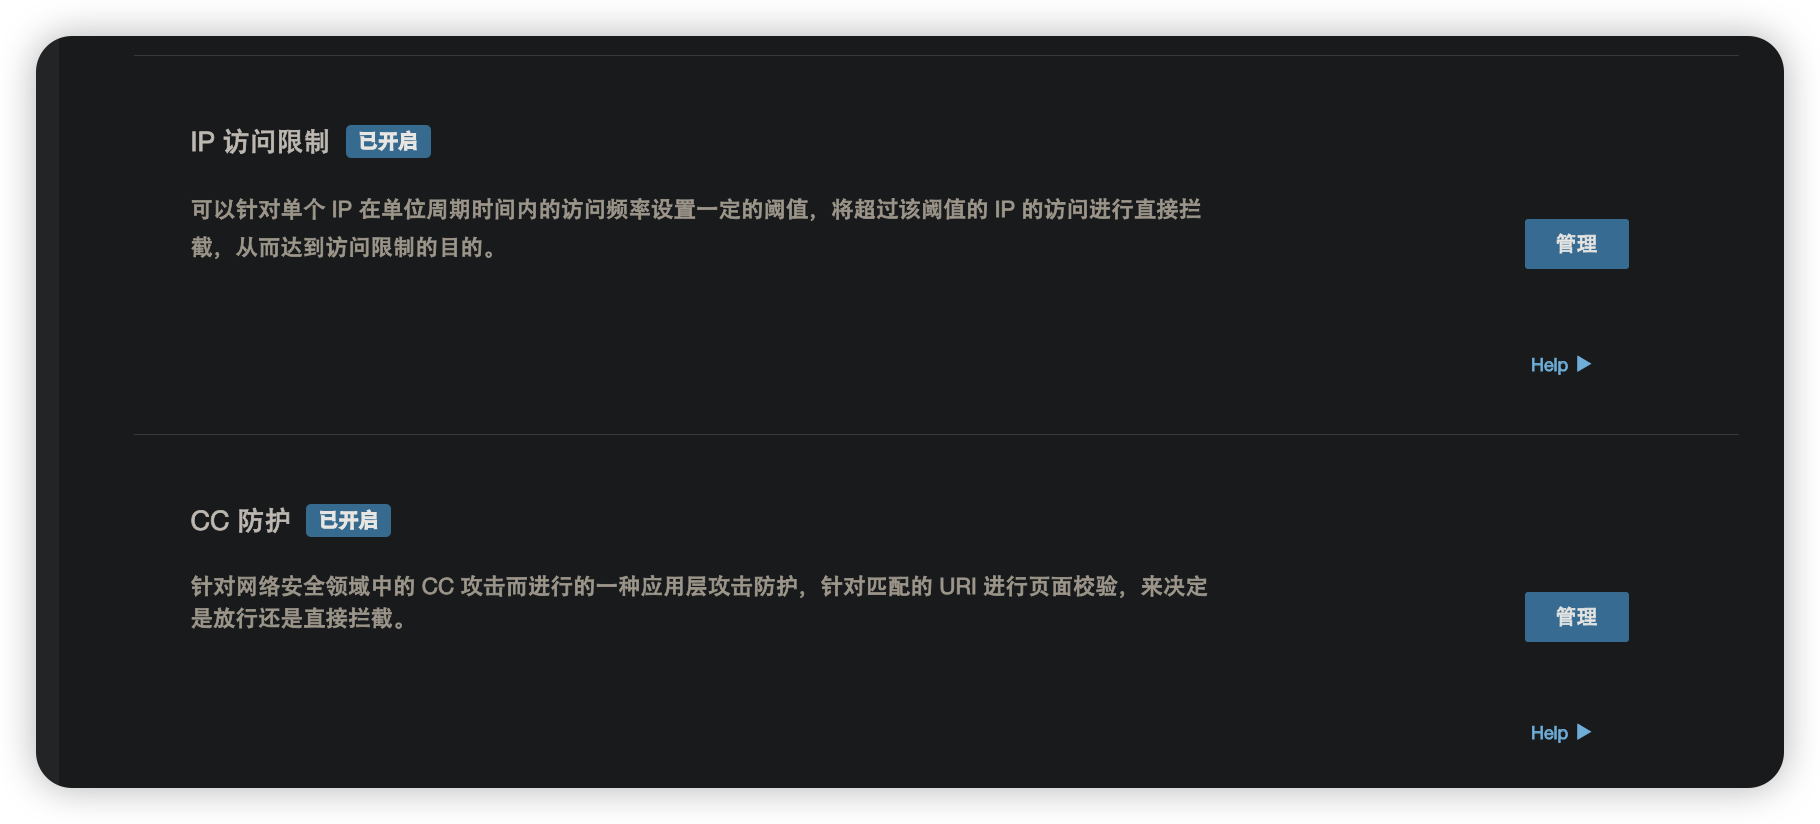 IP 访问限制 已开启
可以针对单个 IP 在单位周期时间内的访问频率设置一定的阈值，将超过该阈值的 IP 的访问进行直接拦
截，从而达到访问限制的目的。
管理
Help ▶
CC 防护 已开启
针对网络安全领域中的 CC 攻击而进行的一种应用层攻击防护，针对匹配的 URI 进行页面校验，来决定
是放行还是直接拦截。
管理
Help ▶